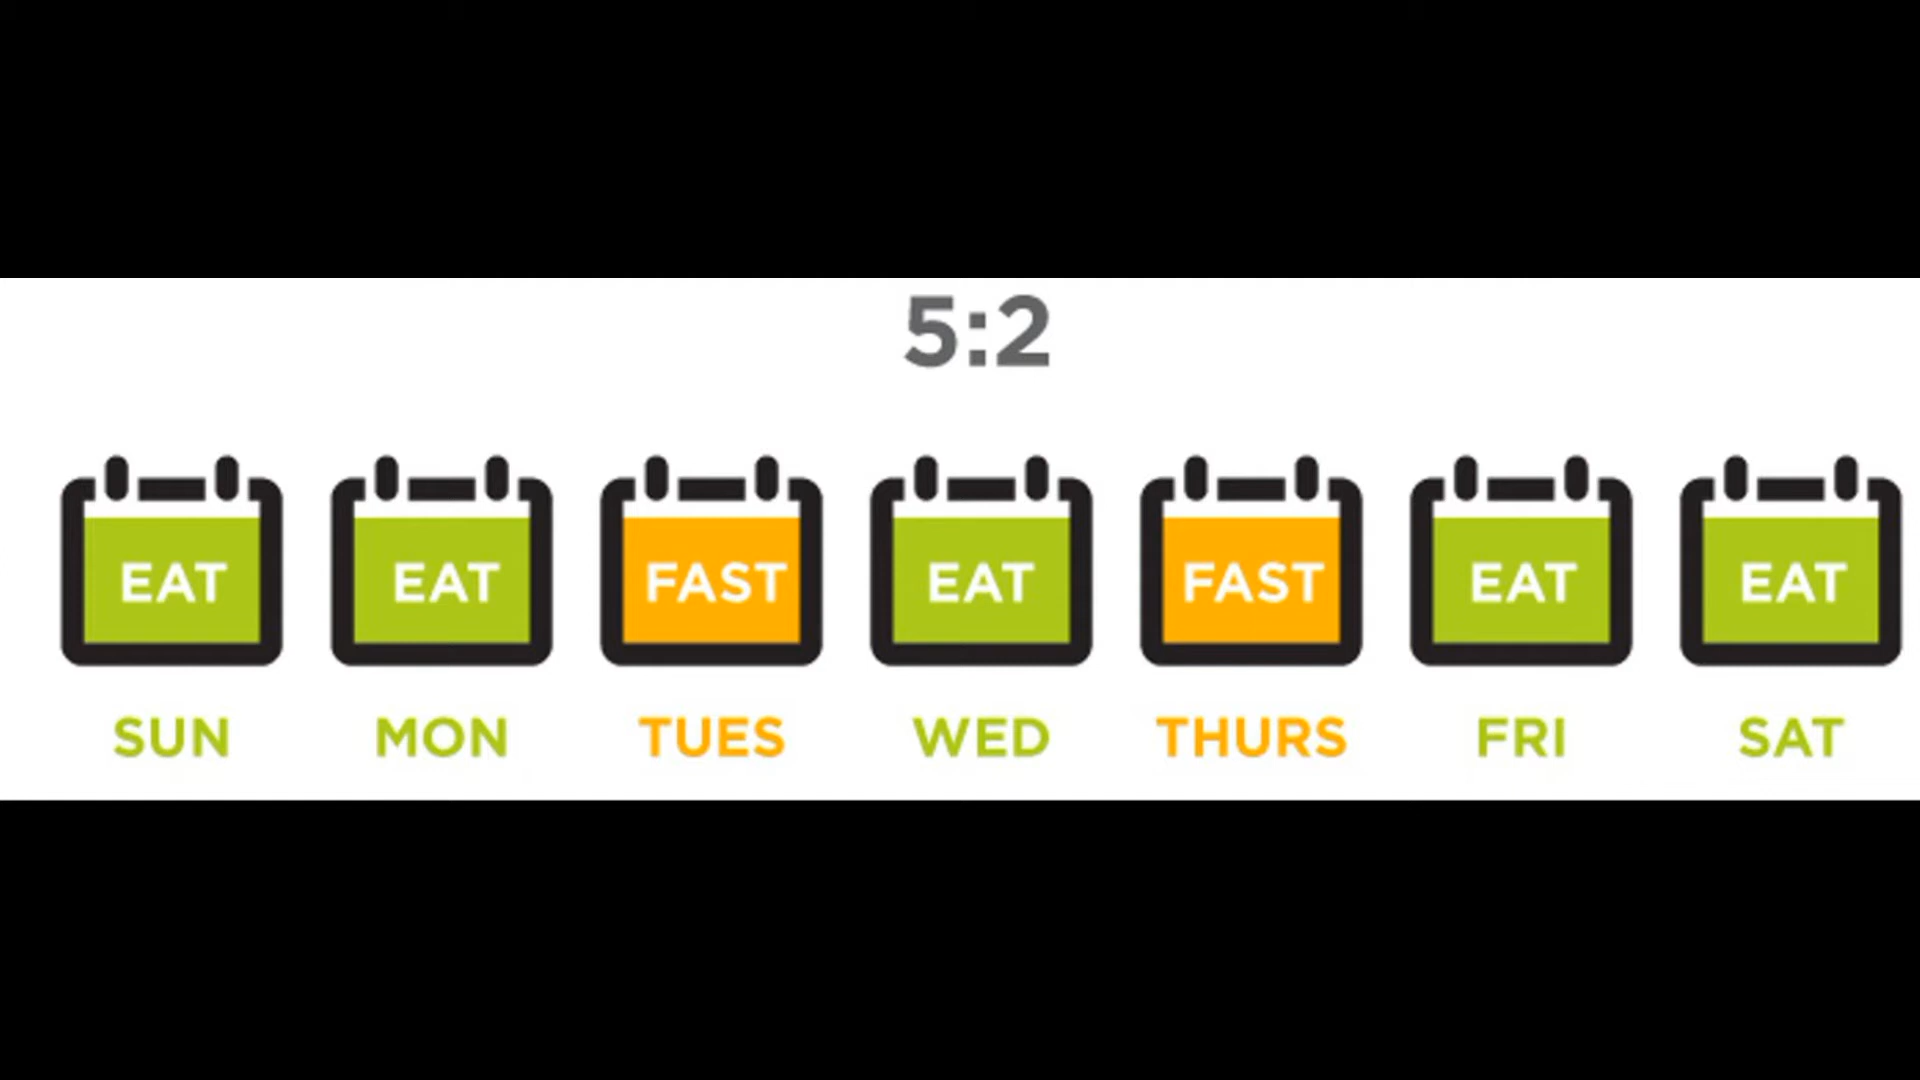 5:2
EAT EAT FAST EAT FAST EAT EAT
SUN MON TUES WED THURS FRI SAT